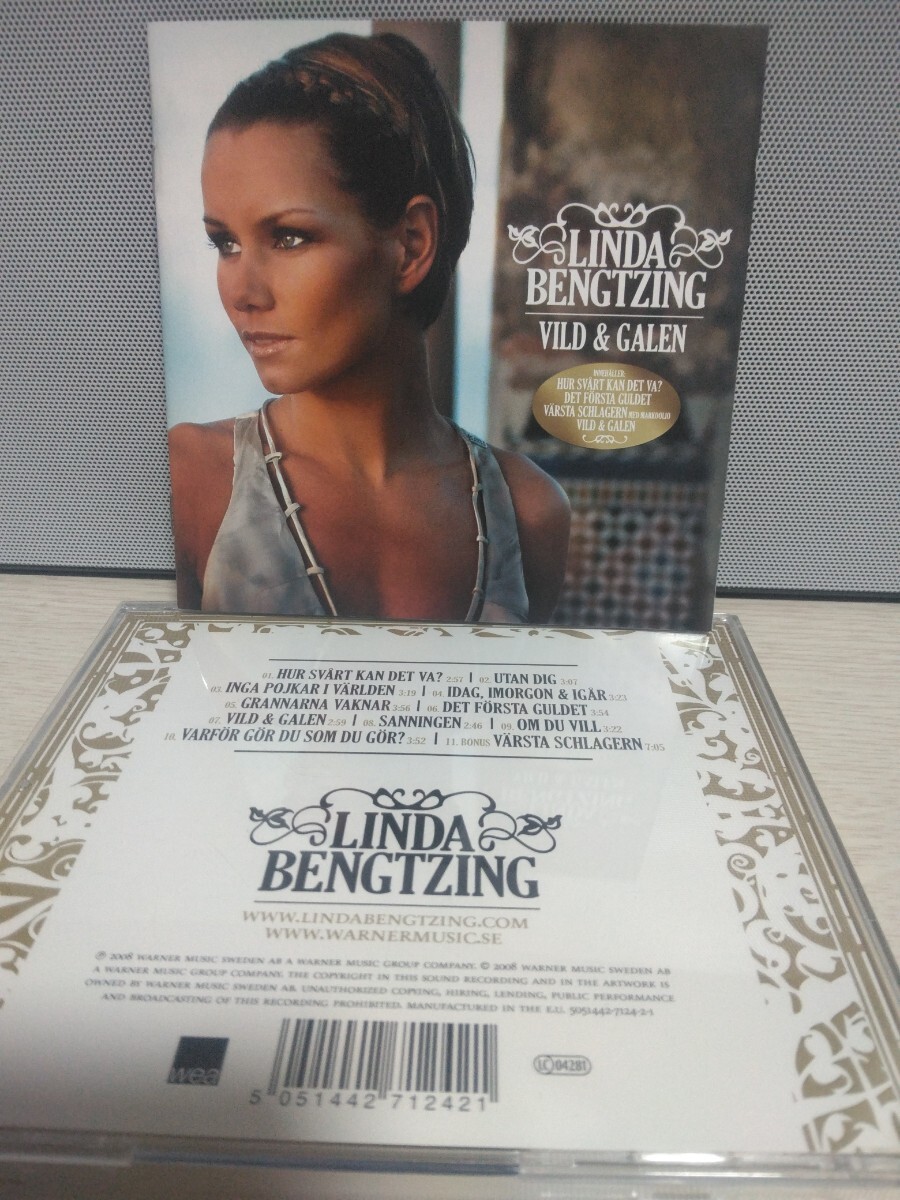 LINDA
BENGTZING
VILD & GALEN
INNEHÅLLER:
HUR SVÅRT KAN DET VA?
DET FÖRSTA GULDET
VÄRSTA SCHLAGERN MED MARKOOLIO
VILD & GALEN
01. HUR SVÅRT KAN DET VA? 2:57 | 02. UTAN DIG 3:07
03. INGA POJKAR I VÄRLDEN 3:19 | 04. IDAG, IMORGON & IGÅR 3:23
05. GRANNARNA VAKNAR 3:56 | 06. DET FÖRSTA GULDET 3:54
07. VILD & GALEN 2:59 | 08. SANNINGEN 2:46 | 09. OM DU VILL 3:22
10. VARFÖR GÖR DU SOM DU GÖR? 3:52 | 11. BONUS VÄRSTA SCHLAGERN 7:05
LINDA
BENGTZING
WWW.LINDABENGTZING.COM
WWW.WARNERMUSIC.SE
℗ 2008 WARNER MUSIC SWEDEN AB A WARNER MUSIC GROUP COMPANY. © 2008 WARNER MUSIC SWEDEN AB
A WARNER MUSIC GROUP COMPANY. THE COPYRIGHT IN THIS SOUND RECORDING AND IN THE ARTWORK IS
OWNED BY WARNER MUSIC SWEDEN AB. UNAUTHORIZED COPYING, HIRING, LENDING, PUBLIC PERFORMANCE
AND BROADCASTING OF THIS RECORDING PROHIBITED. MANUFACTURED IN THE E.U. 5051442-7124-2-1
wea
LC 04281
5 051442 712421